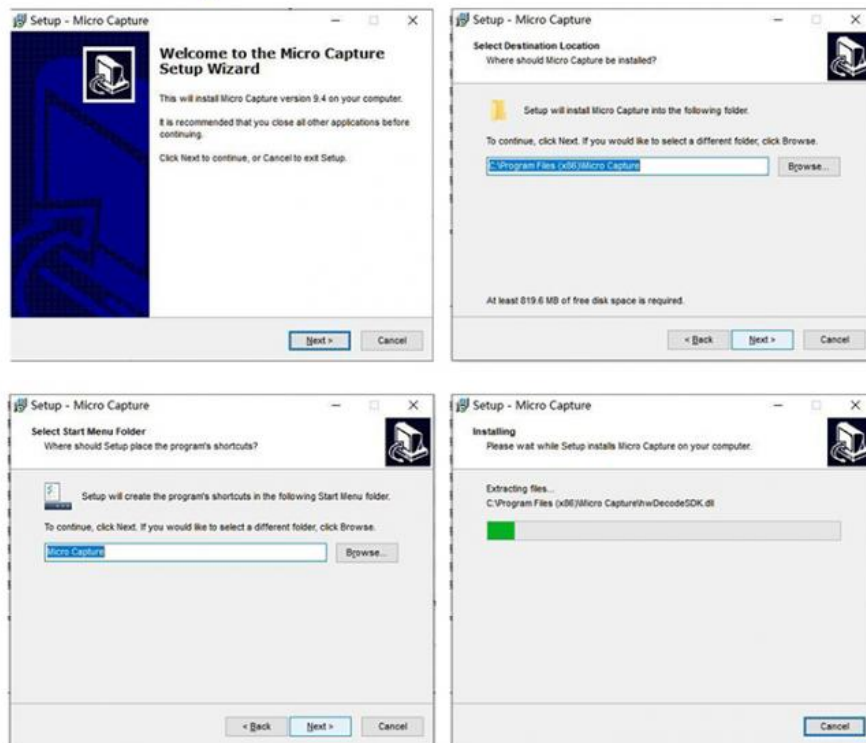 Setup - Micro Capture
Welcome to the Micro Capture
Setup Wizard
This will install Micro Capture version 9.4 on your computer.
It is recommended that you close all other applications before
continuing.
Click Next to continue, or Cancel to exit Setup.
Next >
Cancel
Setup - Micro Capture
Select Destination Location
Where should Micro Capture be installed?
Setup will install Micro Capture into the following folder.
To continue, click Next. If you would like to select a different folder, click Browse.
C:\Program Files (x86)\Micro Capture
Browse...
At least 819.6 MB of free disk space is required.
< Back
Next >
Cancel
Setup - Micro Capture
Select Start Menu Folder
Where should Setup place the program's shortcuts?
Setup will create the program's shortcuts in the following Start Menu folder.
To continue, click Next. If you would like to select a different folder, click Browse.
Micro Capture
Browse...
< Back
Next >
Cancel
Setup - Micro Capture
Installing
Please wait while Setup installs Micro Capture on your computer.
Extracting files...
C:\Program Files (x86)\Micro Capture\hwDecodeSDK.dll
Cancel